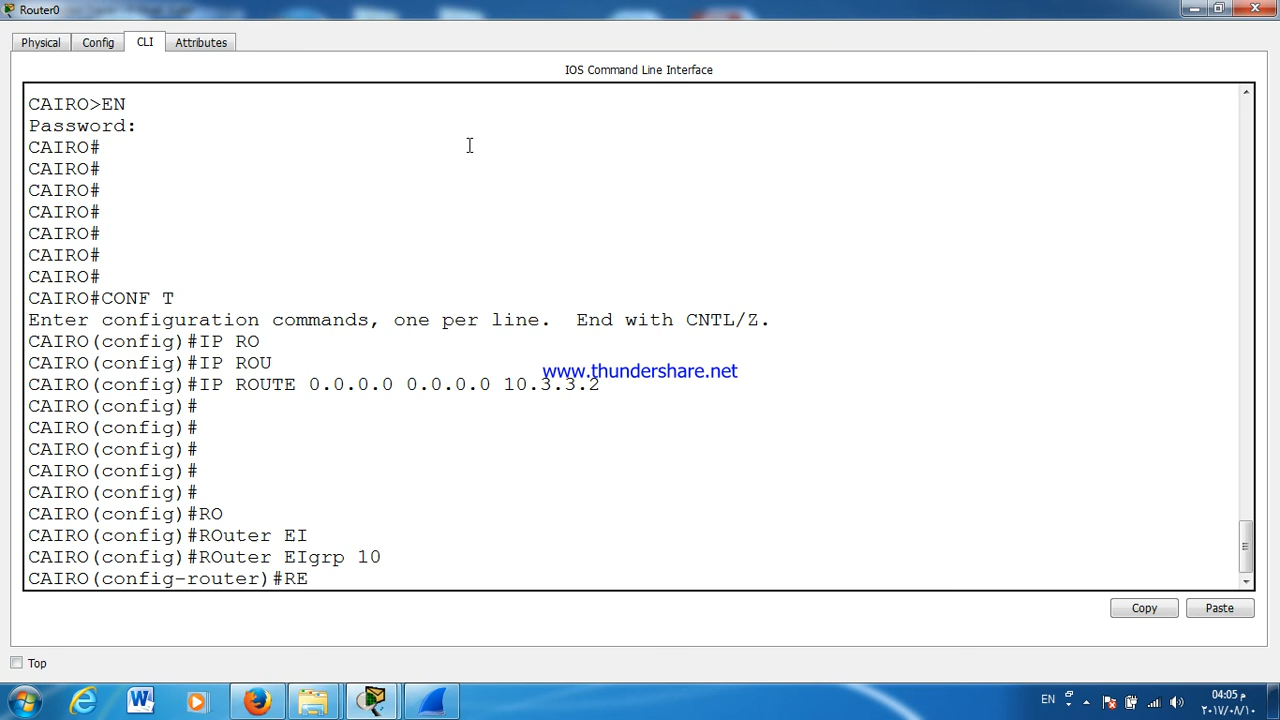 Router0
Physical
Config
CLI
Attributes
IOS Command Line Interface
CAIRO>EN
Password:
CAIRO#
CAIRO#
CAIRO#
CAIRO#
CAIRO#
CAIRO#
CAIRO#
CAIRO#CONF T
Enter configuration commands, one per line.  End with CNTL/Z.
CAIRO(config)#IP RO
CAIRO(config)#IP ROU
www.thundershare.net
CAIRO(config)#IP ROUTE 0.0.0.0 0.0.0.0 10.3.3.2
CAIRO(config)#
CAIRO(config)#
CAIRO(config)#
CAIRO(config)#
CAIRO(config)#
CAIRO(config)#RO
CAIRO(config)#ROuter EI
CAIRO(config)#ROuter EIgrp 10
CAIRO(config-router)#RE
Copy
Paste
Top
EN
04:05 م
٢٠١٧/٠٨/١٠